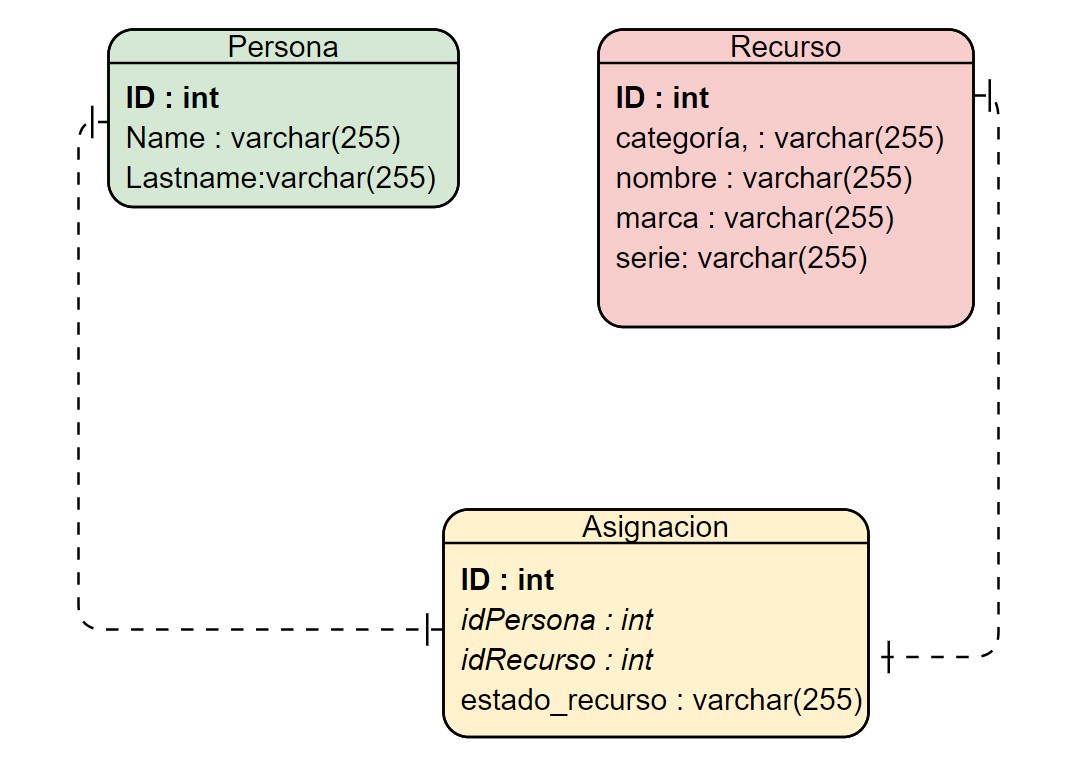 Persona
ID : int
Name : varchar(255)
Lastname:varchar(255)
Recurso
ID : int
categoría, : varchar(255)
nombre : varchar(255)
marca : varchar(255)
serie: varchar(255)
Asignacion
ID : int
idPersona : int
idRecurso : int
estado_recurso : varchar(255)